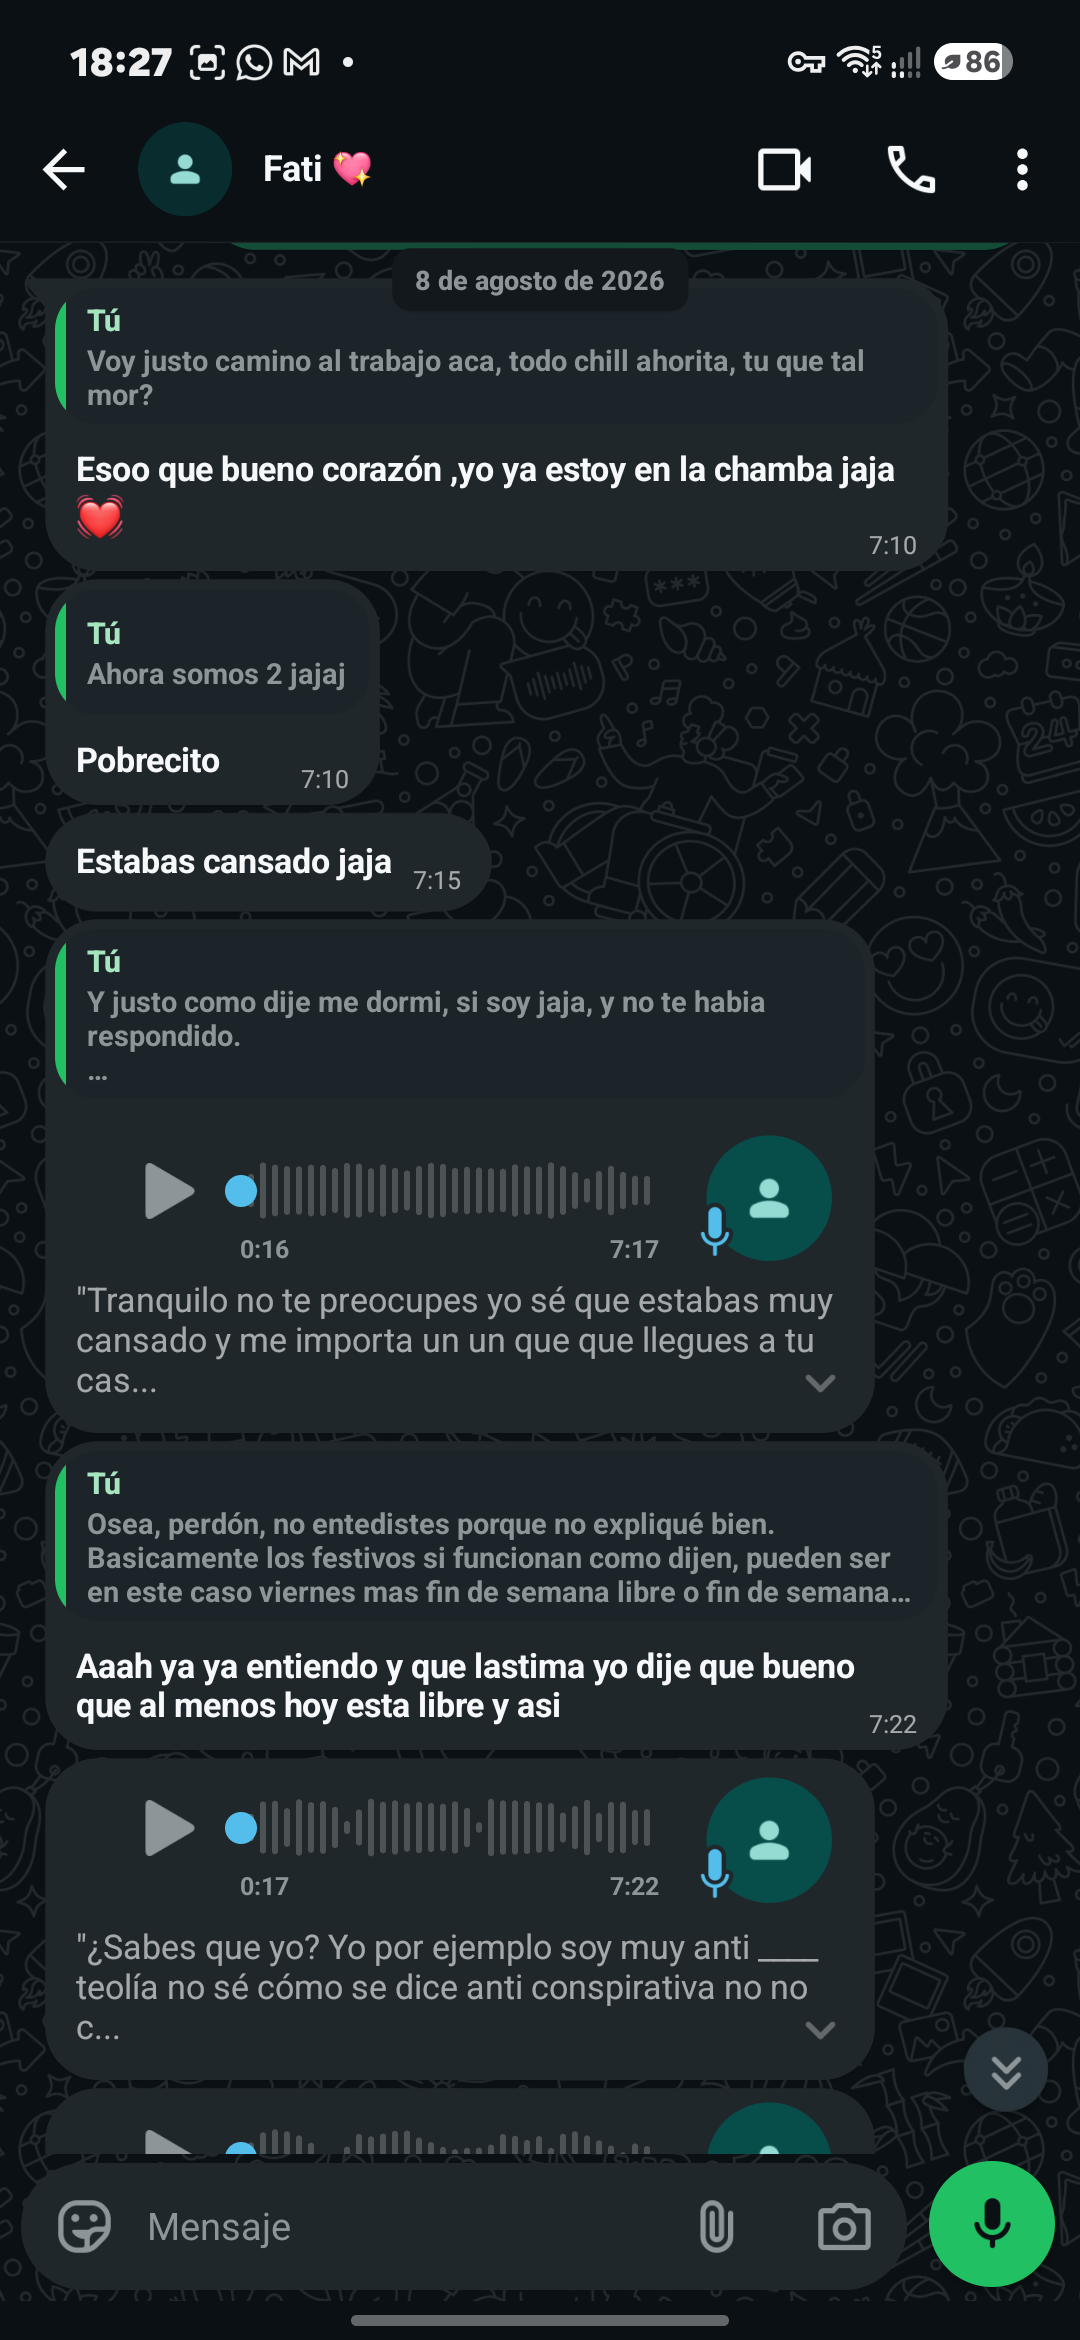 18:27
5
86
Fati 💖
8 de agosto de 2026
Tú
Voy justo camino al trabajo aca, todo chill ahorita, tu que tal
mor?
Esoo que bueno corazón ,yo ya estoy en la chamba jaja
💓
7:10
Tú
Ahora somos 2 jajaj
Pobrecito
7:10
Estabas cansado jaja
7:15
Tú
Y justo como dije me dormi, si soy jaja, y no te habia
respondido.
...
0:16
7:17
"Tranquilo no te preocupes yo sé que estabas muy
cansado y me importa un un que que llegues a tu
cas...
Tú
Osea, perdón, no entedistes porque no expliqué bien.
Basicamente los festivos si funcionan como dijen, pueden ser
en este caso viernes mas fin de semana libre o fin de semana...
Aaah ya ya entiendo y que lastima yo dije que bueno
que al menos hoy esta libre y asi
7:22
0:17
7:22
"¿Sabes que yo? Yo por ejemplo soy muy anti ____
teolía no sé cómo se dice anti conspirativa no no
c...
Mensaje